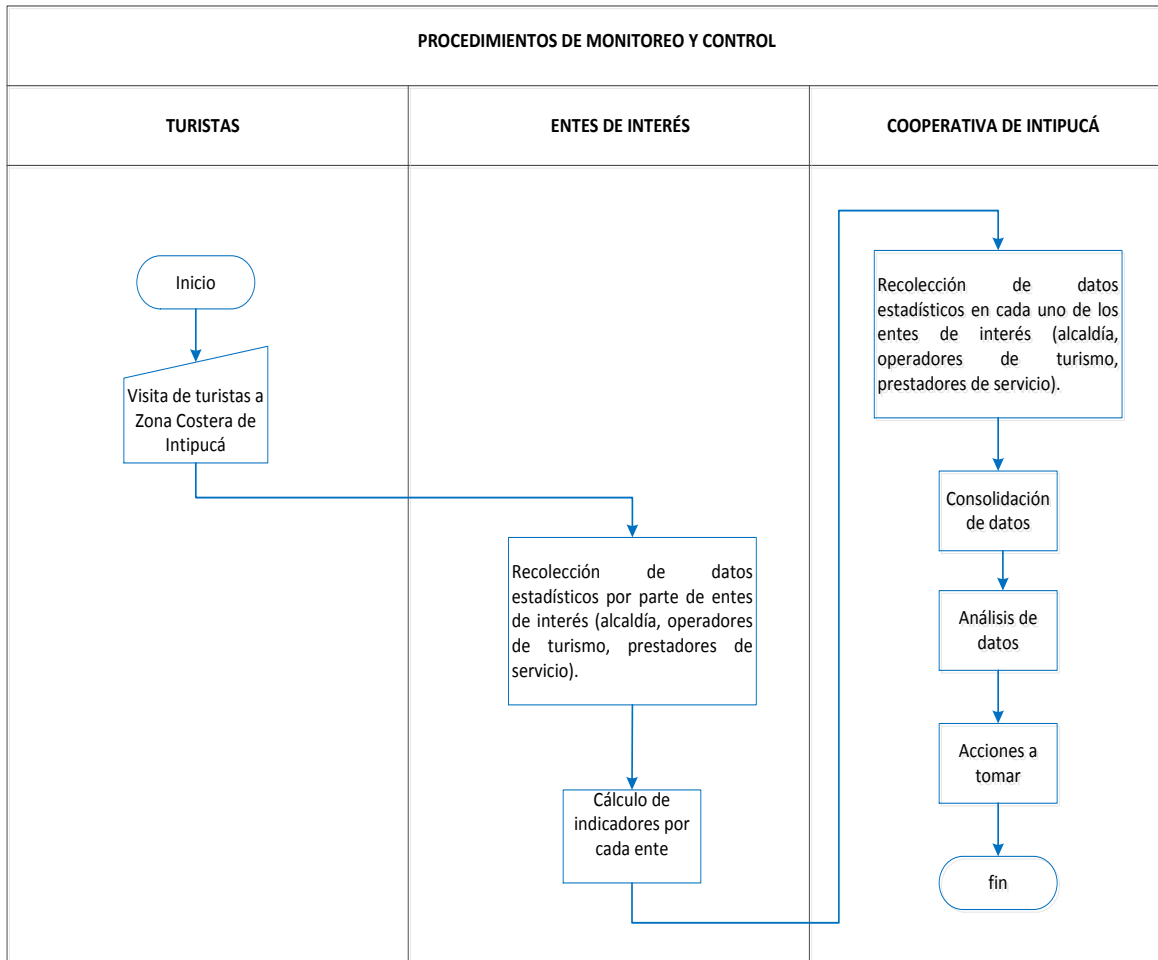 PROCEDIMIENTOS DE MONITOREO Y CONTROL
TURISTAS
ENTES DE INTERÉS
COOPERATIVA DE INTIPUCÁ
Inicio
Visita de turistas a
Zona Costera de
Intipucá
Recolección de datos
estadísticos por parte de entes
de interés (alcaldía, operadores
de turismo, prestadores de
servicio).
Cálculo de
indicadores por
cada ente
Recolección de datos
estadísticos en cada uno de los
entes de interés (alcaldía,
operadores de turismo,
prestadores de servicio).
Consolidación
de datos
Análisis de
datos
Acciones a
tomar
fin